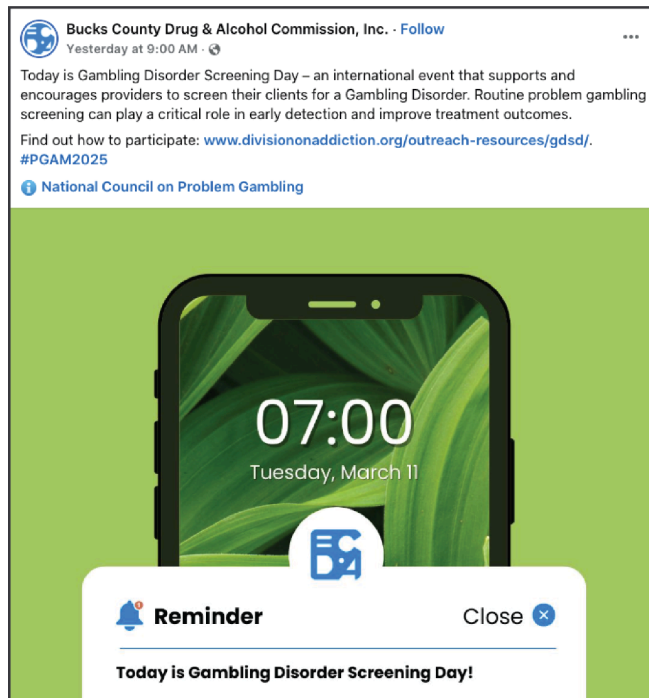 Bucks County Drug & Alcohol Commission, Inc. · Follow
Yesterday at 9:00 AM ·
Today is Gambling Disorder Screening Day – an international event that supports and
encourages providers to screen their clients for a Gambling Disorder. Routine problem gambling
screening can play a critical role in early detection and improve treatment outcomes.
Find out how to participate: www.divisiononaddiction.org/outreach-resources/gdsd/.
#PGAM2025
National Council on Problem Gambling
07:00
Tuesday, March 11
Reminder
Close
Today is Gambling Disorder Screening Day!